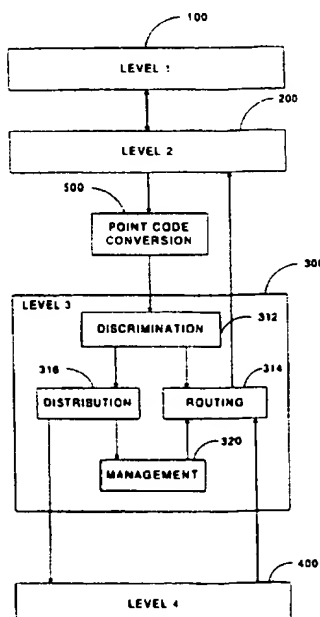 100
LEVEL 1
200
LEVEL 2
500
POINT CODE
CONVERSION
300
LEVEL 3
DISCRIMINATION
312
316
314
DISTRIBUTION
ROUTING
320
MANAGEMENT
400
LEVEL 4